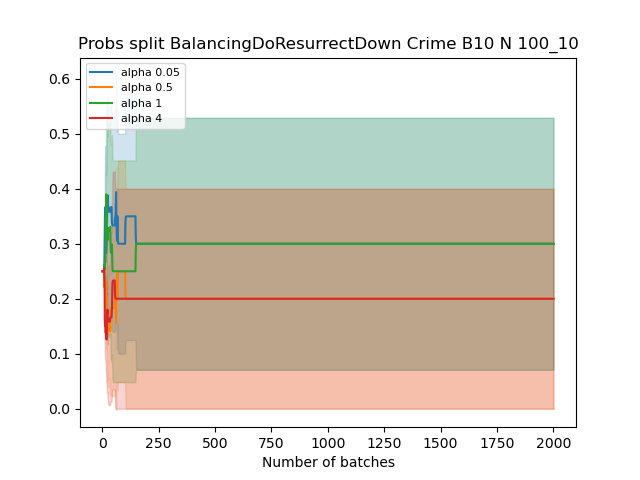 Probs split BalancingDoResurrectDown Crime B10 N 100_10
alpha 0.05
alpha 0.5
alpha 1
alpha 4
0.6
0.5
0.4
0.3
0.2
0.1
0.0
0 250 500 750 1000 1250 1500 1750 2000
Number of batches